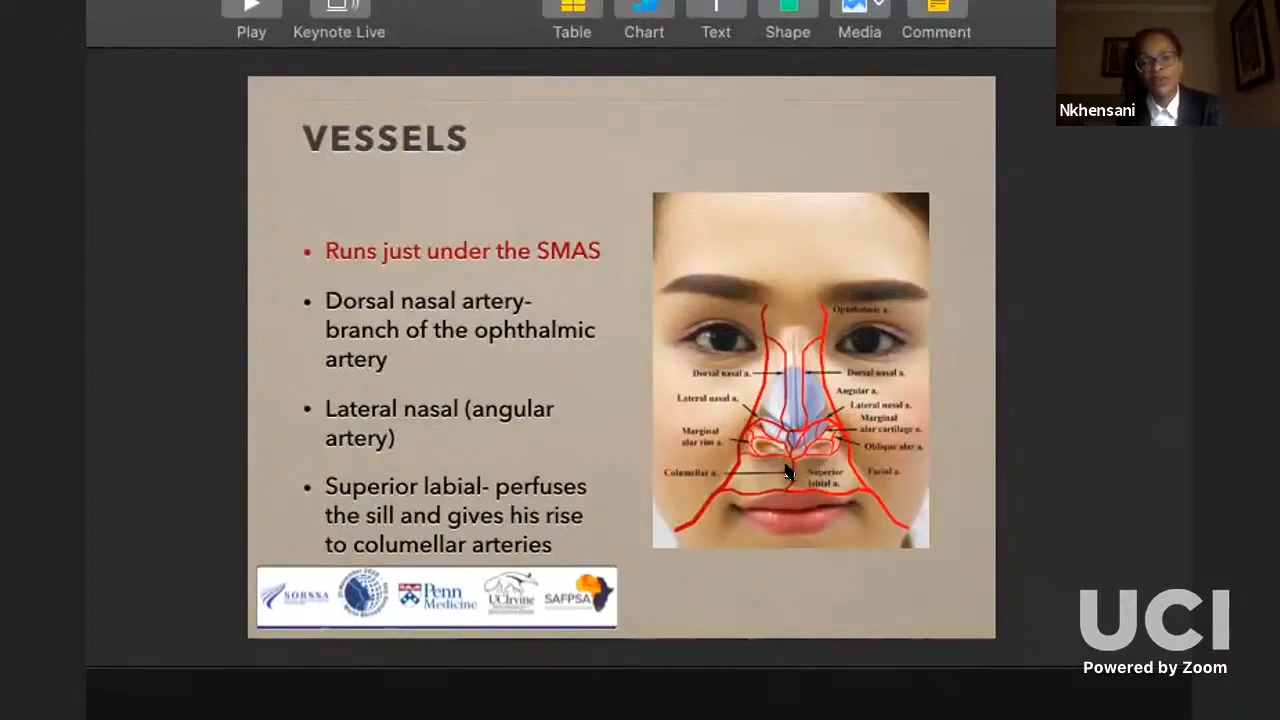 Play
Keynote Live
Table
Chart
Text
Shape
Media
Comment
Nkhensani
VESSELS
• Runs just under the SMAS
• Dorsal nasal artery-
branch of the ophthalmic
artery
• Lateral nasal (angular
artery)
• Superior labial- perfuses
the sill and gives his rise
to columellar arteries
Ophthalmic a.
Dorsal nasal a.
Dorsal nasal a.
Angular a.
Lateral nasal a.
Lateral nasal a.
Marginal
alar cartilage a.
Marginal
alar rim a.
Oblique alar a.
Columellar a.
Superior
labial a.
Facial a.
SORNSA
Penn
Medicine
UCIrvine
SAFPSA
UCI
Powered by Zoom